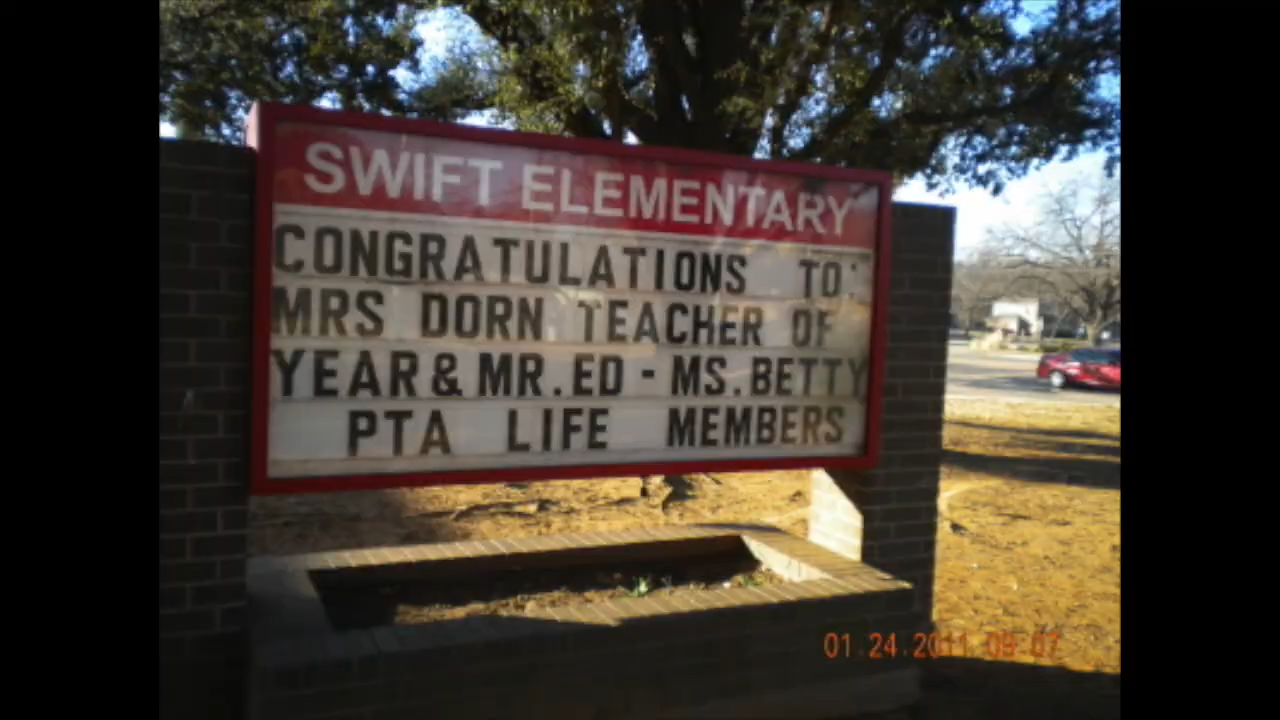 SWIFT ELEMENTARY
CONGRATULATIONS TO:
MRS DORN TEACHER OF
YEAR & MR.ED - MS.BETTY
PTA LIFE MEMBERS
01.24.2011 09:07